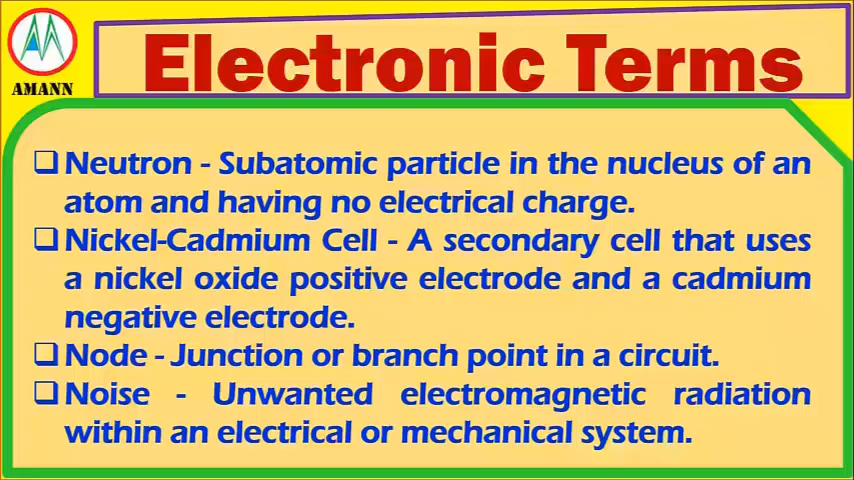 AMANN
Electronic Terms
❑ Neutron - Subatomic particle in the nucleus of an
atom and having no electrical charge.
❑ Nickel-Cadmium Cell - A secondary cell that uses
a nickel oxide positive electrode and a cadmium
negative electrode.
❑ Node - Junction or branch point in a circuit.
❑ Noise - Unwanted electromagnetic radiation
within an electrical or mechanical system.